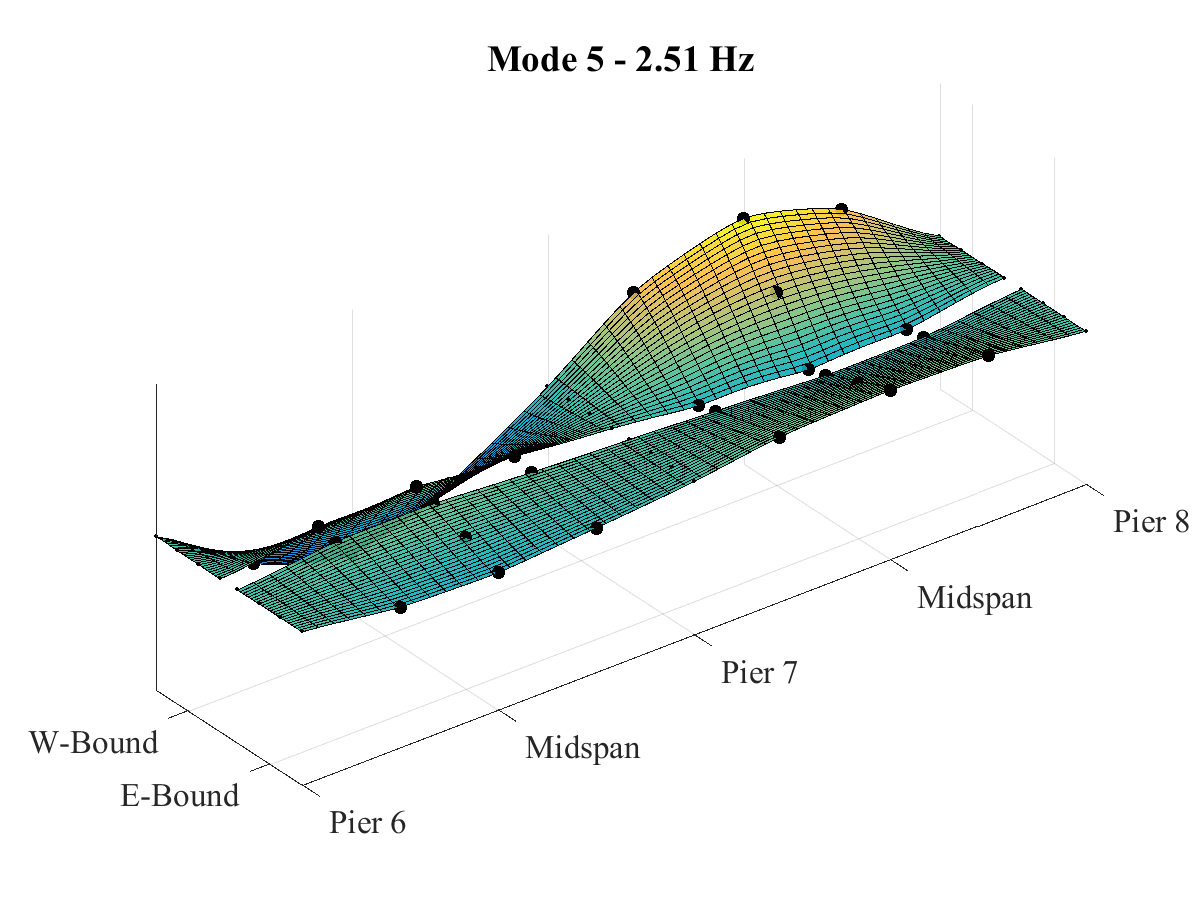 Mode 5 - 2.51 Hz
Pier 8
Midspan
Pier 7
W-Bound
Midspan
E-Bound
Pier 6